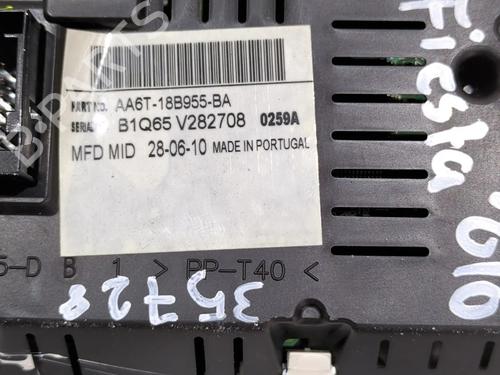 PART NO. AA6T-18B955-BA
SERIAL B1Q65 V282708 0259A
MFD MID 28-06-10 MADE IN PORTUGAL
5-D B 1 > PP-T40 <
35728
Fiesta '010
B-PARTS